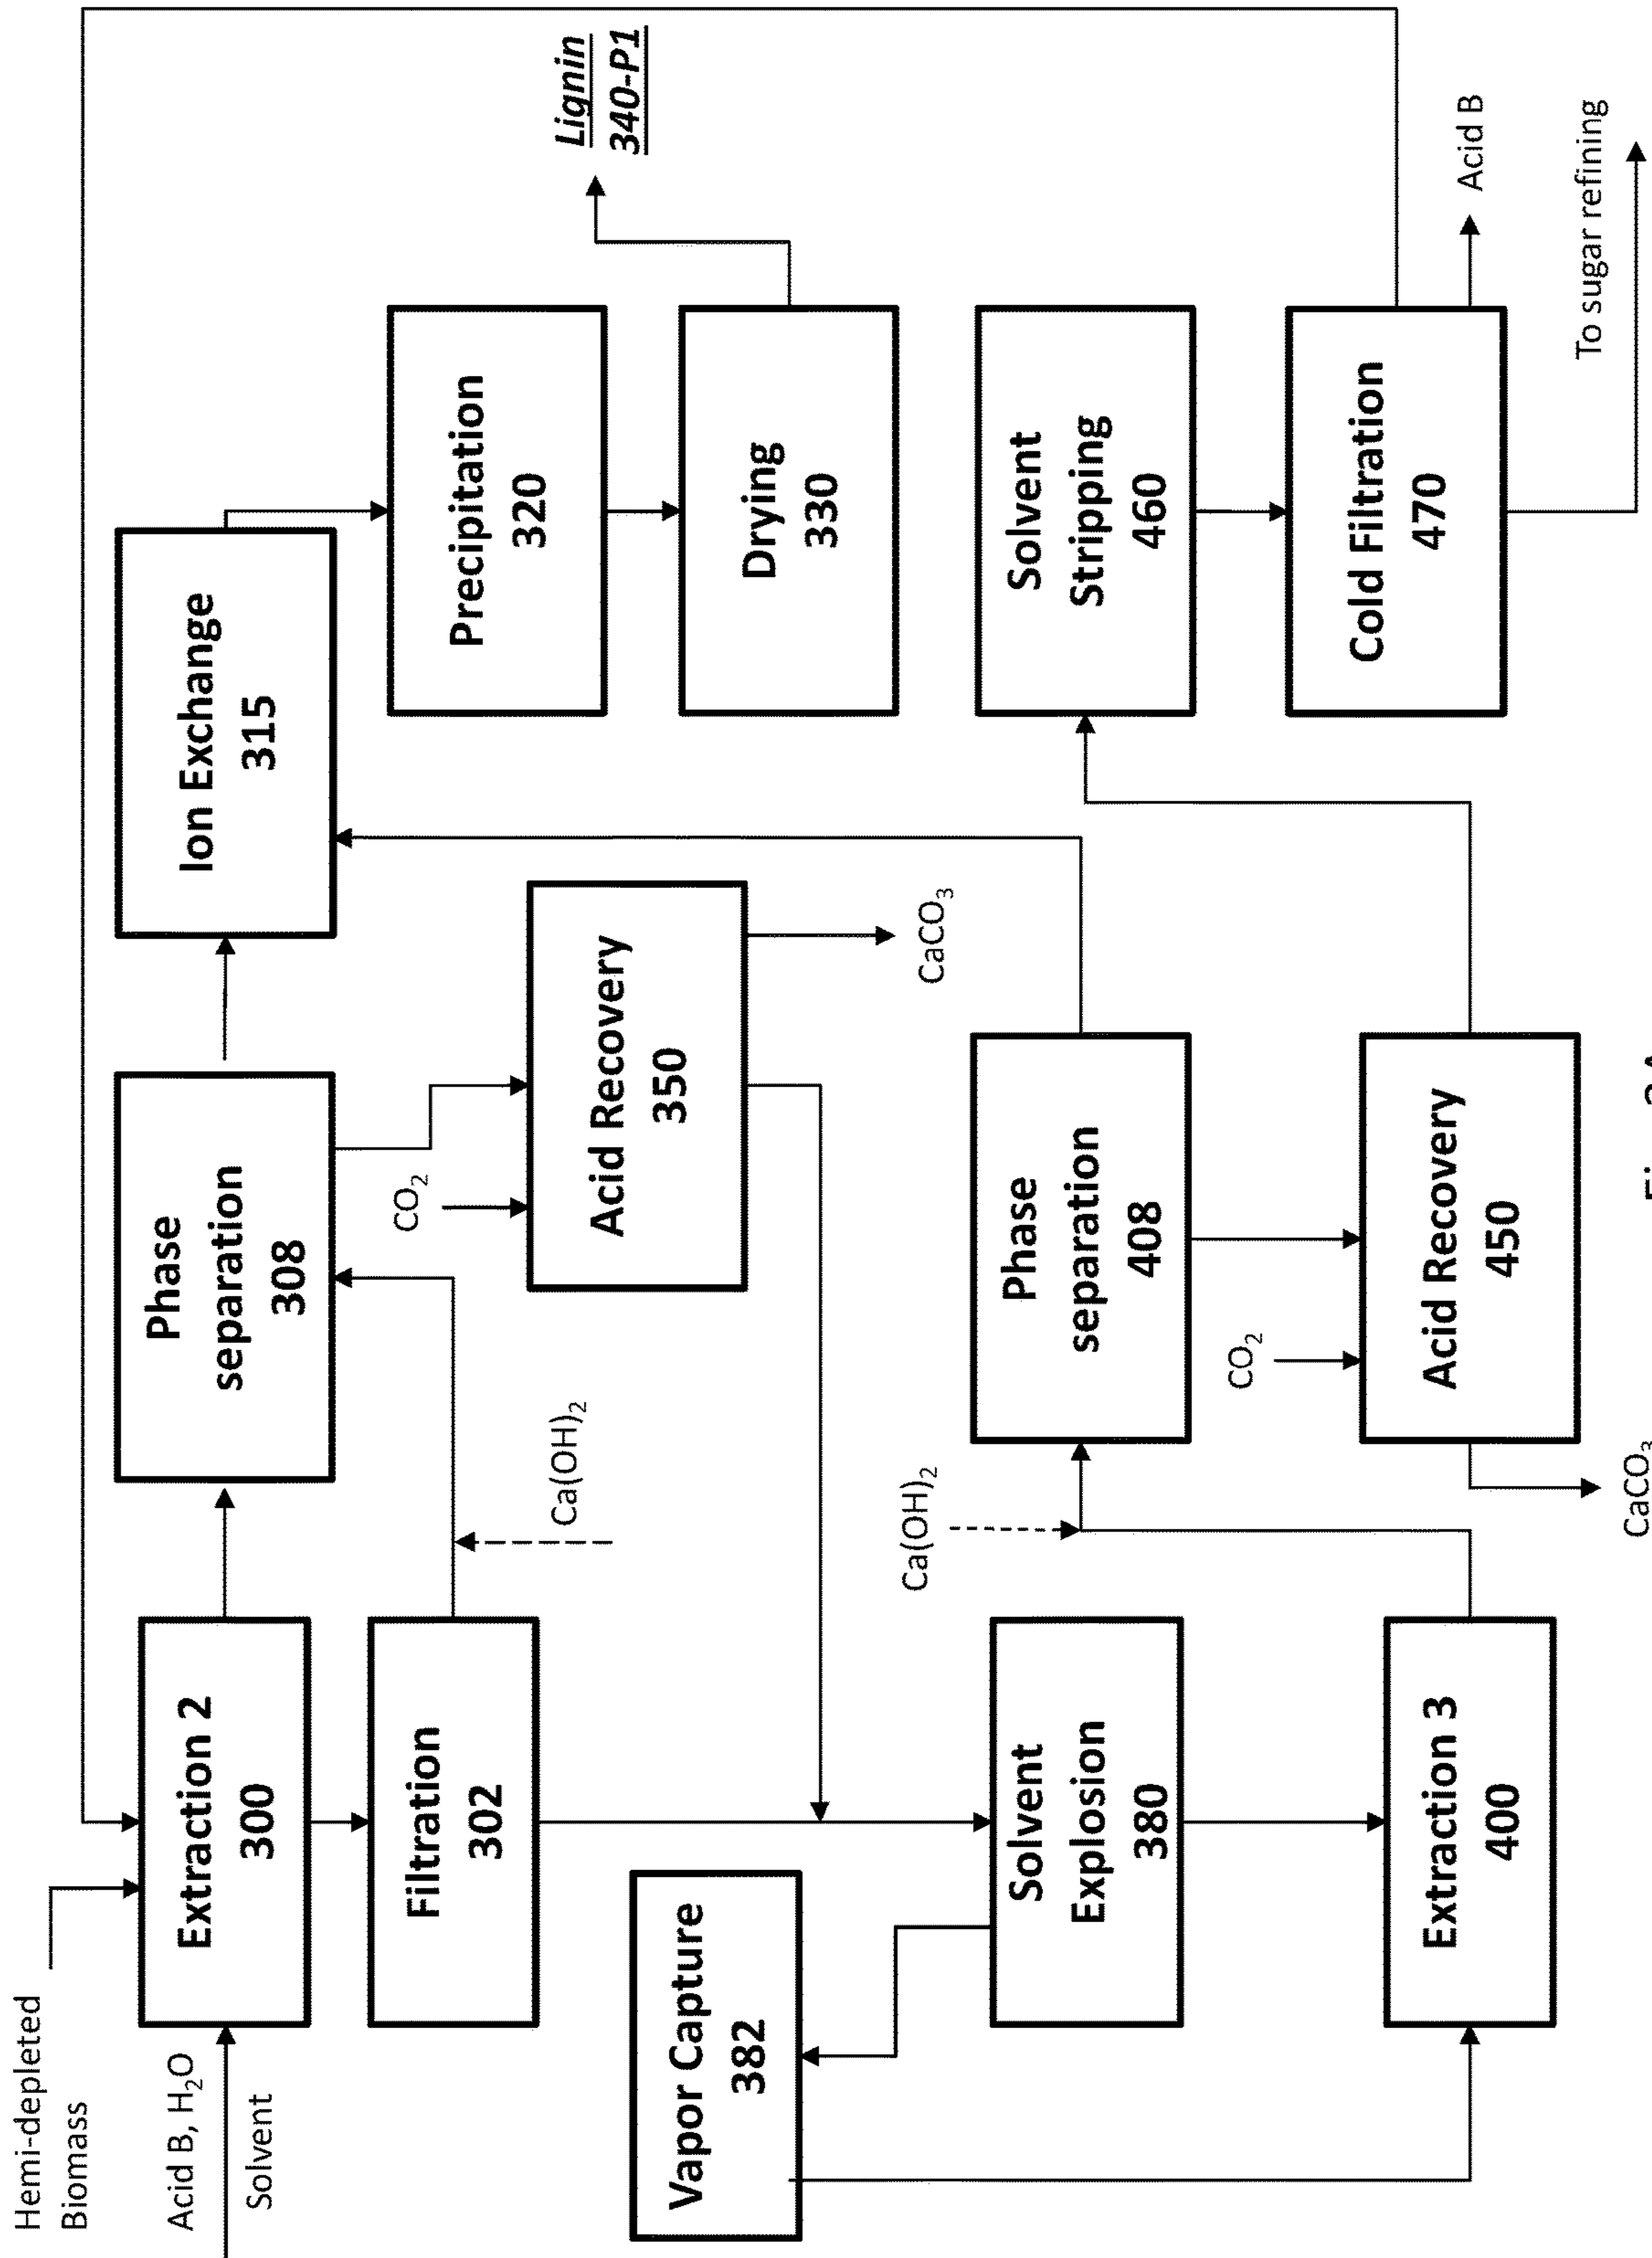 Hemi-depleted
Biomass
Acid B, H₂O
Solvent
Extraction 2
300
Phase
separation
308
Ion Exchange
315
Filtration
302
Ca(OH)₂
CO₂
Acid Recovery
350
CaCO₃
Precipitation
320
Drying
330
Lignin
340-P1
Vapor Capture
382
Solvent
Explosion
380
Extraction 3
400
Ca(OH)₂
Phase
separation
408
CO₂
Acid Recovery
450
CaCO₃
Solvent
Stripping
460
Cold Filtration
470
Acid B
To sugar refining